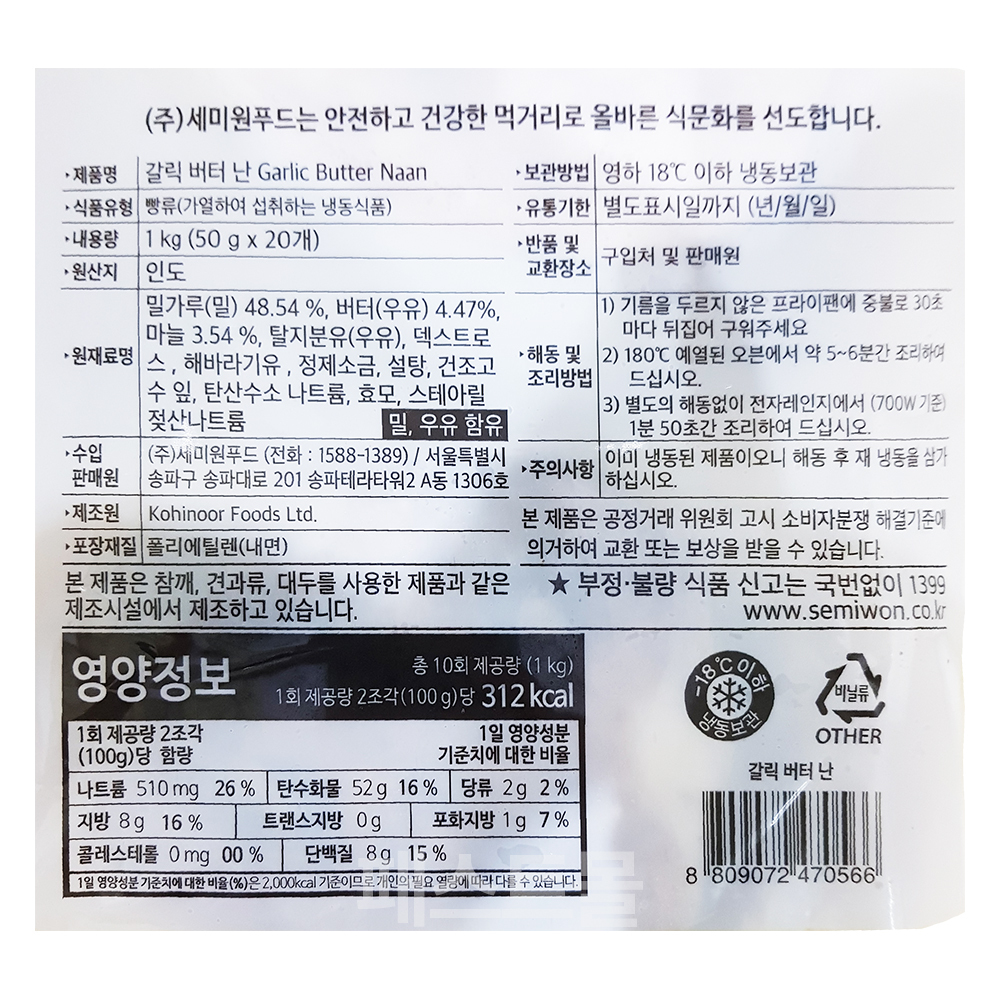 (주)세미원푸드는 안전하고 건강한 먹거리로 올바른 식문화를 선도합니다.
제품명 갈릭 버터 난 Garlic Butter Naan
식품유형 빵류(가열하여 섭취하는 냉동식품)
내용량 1 kg (50 g x 20개)
원산지 인도
원재료명 밀가루(밀) 48.54 %, 버터(우유) 4.47%,
마늘 3.54 %, 탈지분유(우유), 덱스트로
스 , 해바라기유 , 정제소금, 설탕, 건조고
수 잎, 탄산수소 나트륨, 효모, 스테아릴
젖산나트륨 밀, 우유 함유
수입
판매원
(주)세미원푸드 (전화 : 1588-1389) / 서울특별시
송파구 송파대로 201 송파테라타워2 A동 1306호
제조원 Kohinoor Foods Ltd.
포장재질 폴리에틸렌(내면)
본 제품은 참깨, 견과류, 대두를 사용한 제품과 같은
제조시설에서 제조하고 있습니다.
보관방법 영하 18℃ 이하 냉동보관
유통기한 별도표시일까지 (년/월/일)
반품 및
교환장소
구입처 및 판매원
해동 및
조리방법
1) 기름을 두르지 않은 프라이팬에 중불로 30초
마다 뒤집어 구워주세요
2) 180℃ 예열된 오븐에서 약 5~6분간 조리하여
드십시오.
3) 별도의 해동없이 전자레인지에서 (700W 기준)
1분 50초간 조리하여 드십시오.
주의사항 이미 냉동된 제품이오니 해동 후 재 냉동을 삼가
하십시오.
본 제품은 공정거래 위원회 고시 소비자분쟁 해결기준에
의거하여 교환 또는 보상을 받을 수 있습니다.
★ 부정·불량 식품 신고는 국번없이 1399
www.semiwon.co.kr
영양정보
총 10회 제공량 (1 kg)
1회 제공량 2조각(100 g)당 312 kcal
1회 제공량 2조각
(100g)당 함량
1일 영양성분
기준치에 대한 비율
나트륨 510 mg 26 % 탄수화물 52 g 16 % 당류 2 g 2 %
지방 8 g 16 % 트랜스지방 0 g 포화지방 1 g 7 %
콜레스테롤 0 mg 00 % 단백질 8 g 15 %
1일 영양성분 기준치에 대한 비율(%)은 2,000kcal 기준이므로 개인의 필요 열량에 따라 다를 수 있습니다.
-18℃ 이하
냉동보관
비닐류
OTHER
갈릭 버터 난
8 809072 470566
패스트몰